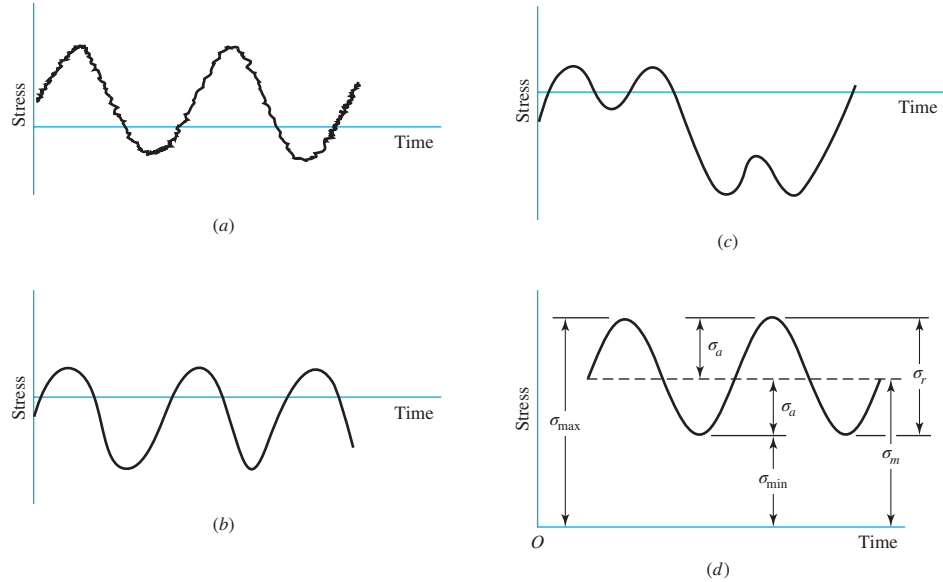 Stress
Time
(a)
Stress
Time
(c)
Stress
Time
(b)
Stress
σmax
σa
σa
σmin
σr
σm
O
Time
(d)